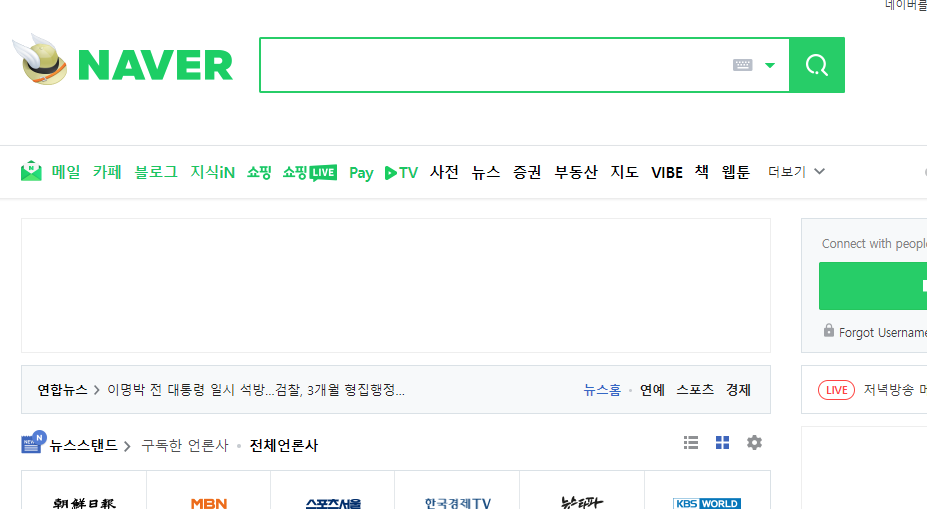 네이버를
NAVER
메일 카페 블로그 지식iN 쇼핑 쇼핑LIVE Pay TV 사전 뉴스 증권 부동산 지도 VIBE 책 웹툰 더보기
Connect with people
Forgot Username
연합뉴스 > 이명박 전 대통령 일시 석방...검찰, 3개월 형집행정... 뉴스홈 · 연예 스포츠 경제
LIVE 저녁방송 메
NEW N 뉴스스탠드 > 구독한 언론사 · 전체언론사
朝鮮日報 MBN 스포츠서울 한국경제TV 뉴스타파 KBS WORLD